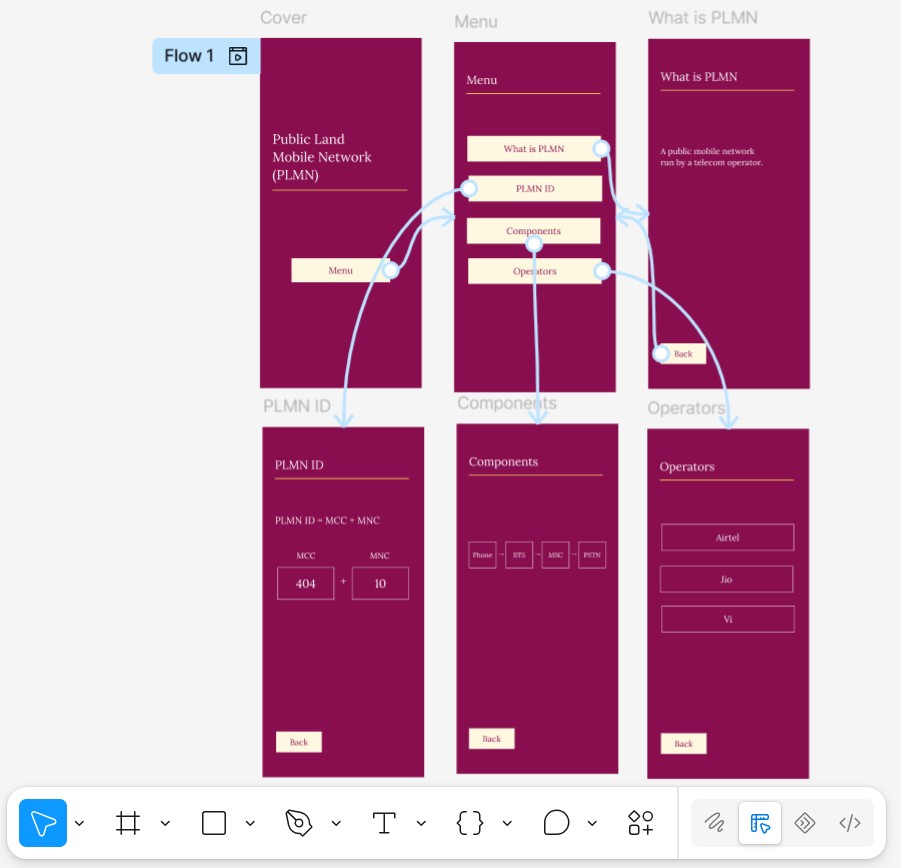 Cover
Menu
What is PLMN
Flow 1
Public Land
Mobile Network
(PLMN)
Menu
Menu
What is PLMN
PLMN ID
Components
Operators
What is PLMN
A public mobile network
run by a telecom operator.
Back
PLMN ID
Components
Operators
PLMN ID
PLMN ID = MCC + MNC
MCC
MNC
404 + 10
Back
Components
Phone → BTS → MSC → PSTN
Back
Operators
Airtel
Jio
Vi
Back